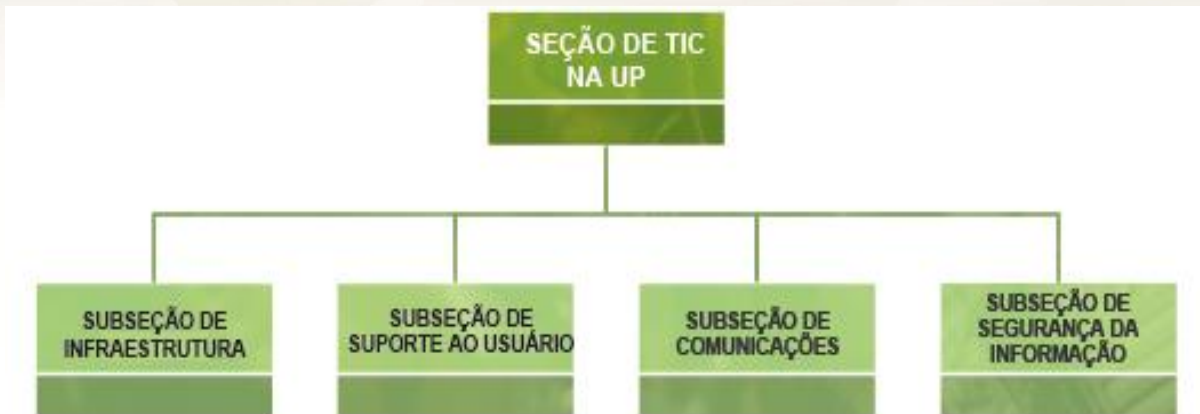 SEÇÃO DE TIC
NA UP
SUBSEÇÃO DE
INFRAESTRUTURA
SUBSEÇÃO DE
SUPORTE AO USUÁRIO
SUBSEÇÃO DE
COMUNICAÇÕES
SUBSEÇÃO DE
SEGURANÇA DA
INFORMAÇÃO